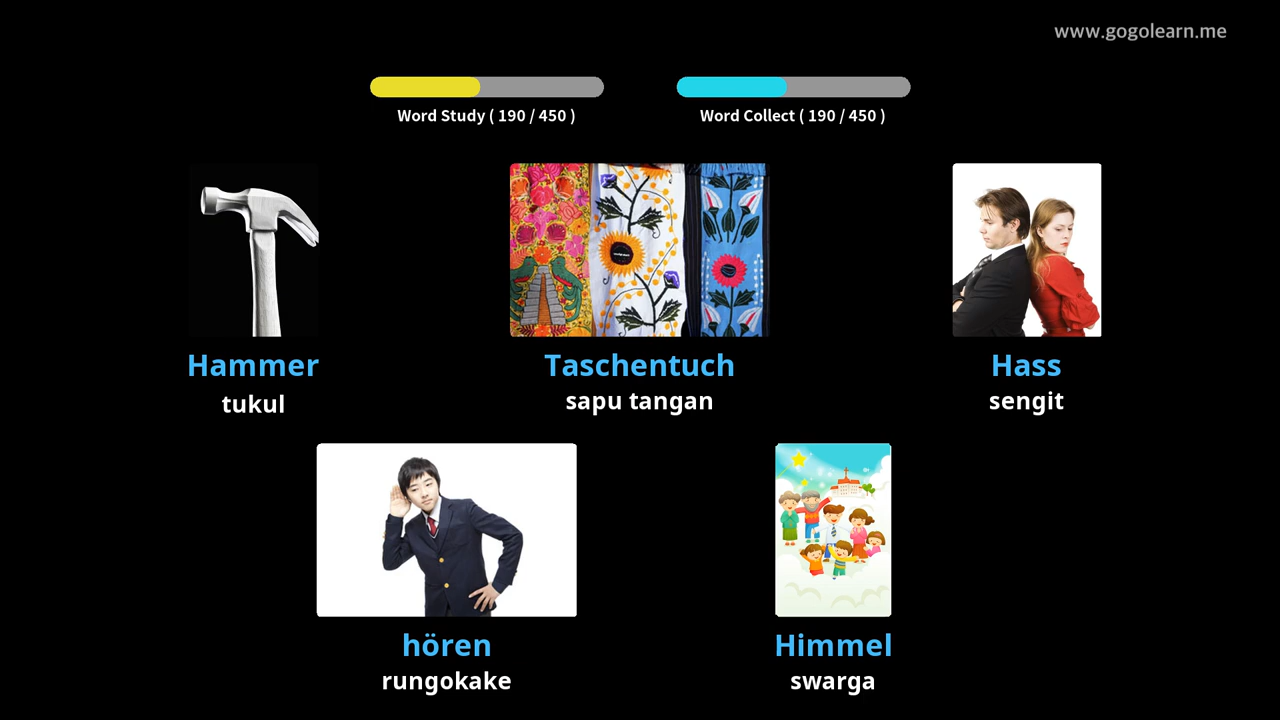 www.gogolearn.me
Word Study ( 190 / 450 )
Word Collect ( 190 / 450 )
Hammer
tukul
Taschentuch
sapu tangan
Hass
sengit
hören
rungokake
Himmel
swarga